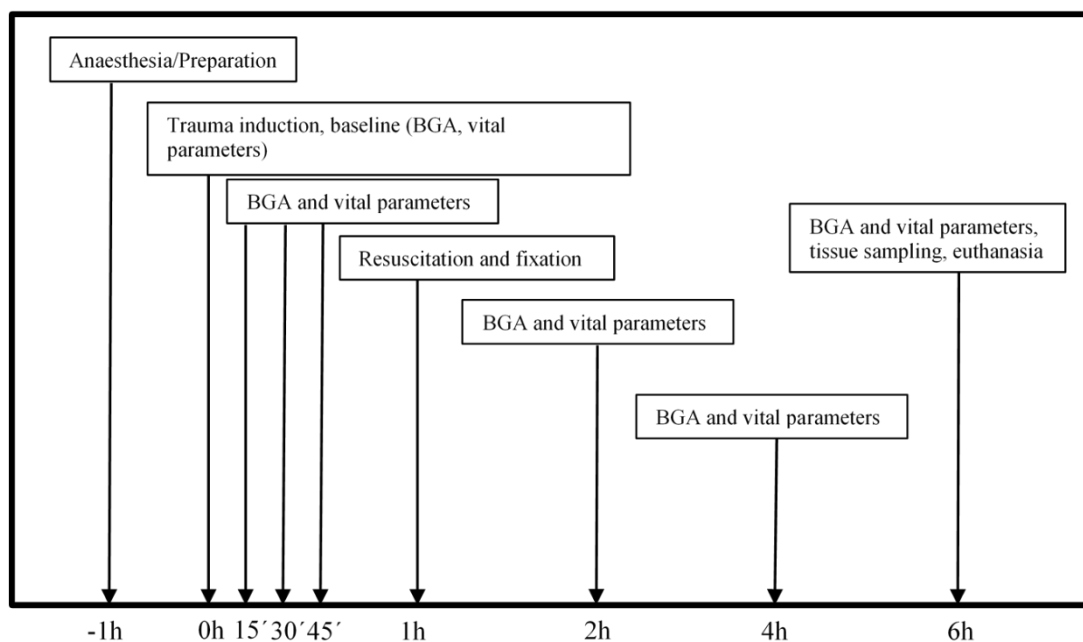 Anaesthesia/Preparation
Trauma induction, baseline (BGA, vital
parameters)
BGA and vital parameters
BGA and vital parameters,
tissue sampling, euthanasia
Resuscitation and fixation
BGA and vital parameters
BGA and vital parameters
-1h 0h 15´ 30´ 45´ 1h 2h 4h 6h